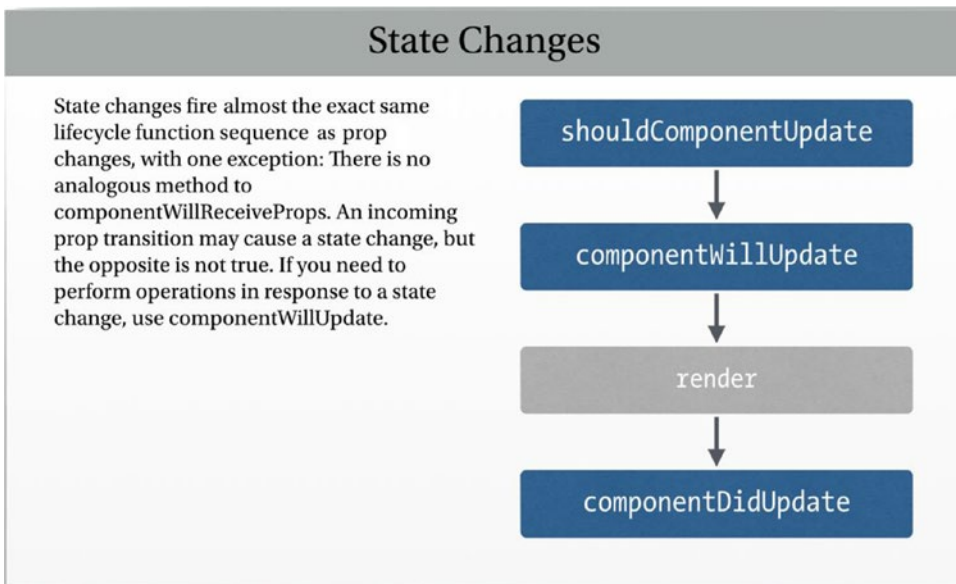 State Changes
State changes fire almost the exact same
lifecycle function sequence as prop
changes, with one exception: There is no
analogous method to
componentWillReceiveProps. An incoming
prop transition may cause a state change, but
the opposite is not true. If you need to
perform operations in response to a state
change, use componentWillUpdate.
shouldComponentUpdate
componentWillUpdate
render
componentDidUpdate